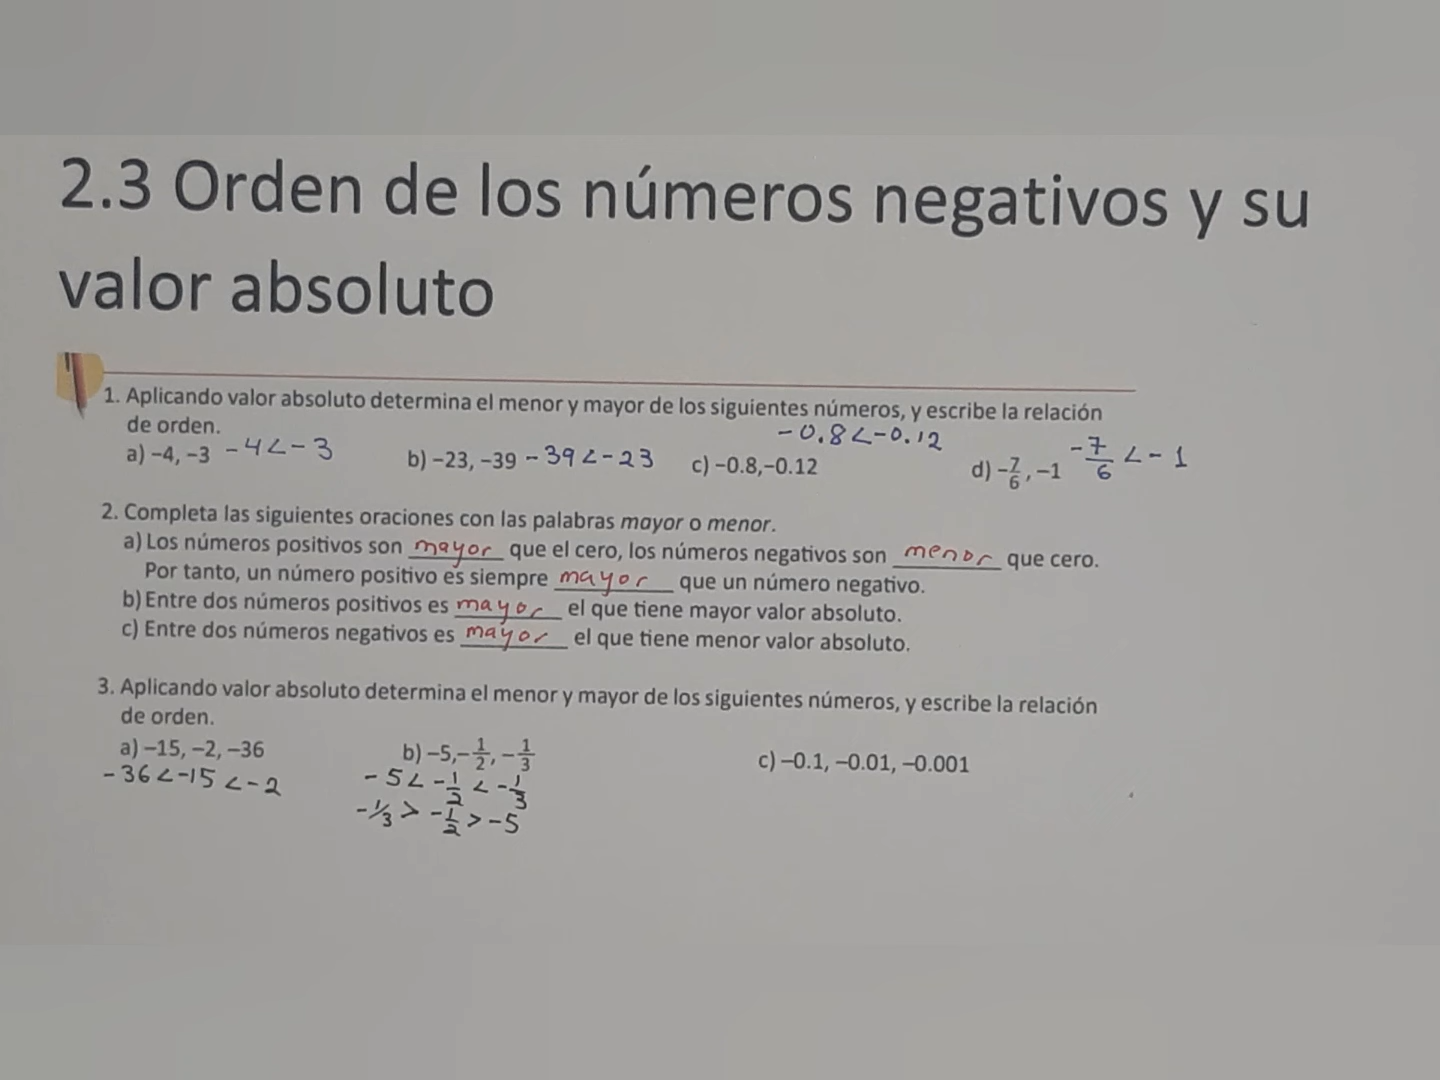 2.3 Orden de los números negativos y su
valor absoluto
1. Aplicando valor absoluto determina el menor y mayor de los siguientes números, y escribe la relación
de orden.
a) –4, –3 -4<-3 b) –23, –39 -39<-23 c) –0.8,–0.12 -0.8<-0.12 d) –7/6, –1 -7/6 < -1
2. Completa las siguientes oraciones con las palabras mayor o menor.
a) Los números positivos son mayor que el cero, los números negativos son menor que cero.
Por tanto, un número positivo es siempre mayor que un número negativo.
b) Entre dos números positivos es mayor el que tiene mayor valor absoluto.
c) Entre dos números negativos es mayor el que tiene menor valor absoluto.
3. Aplicando valor absoluto determina el menor y mayor de los siguientes números, y escribe la relación
de orden.
a) –15, –2, –36 b) –5,–1/2, –1/3 c) –0.1, –0.01, –0.001
-36<-15<-2 -5<-1/2<-1/3
-1/3>-1/2>-5